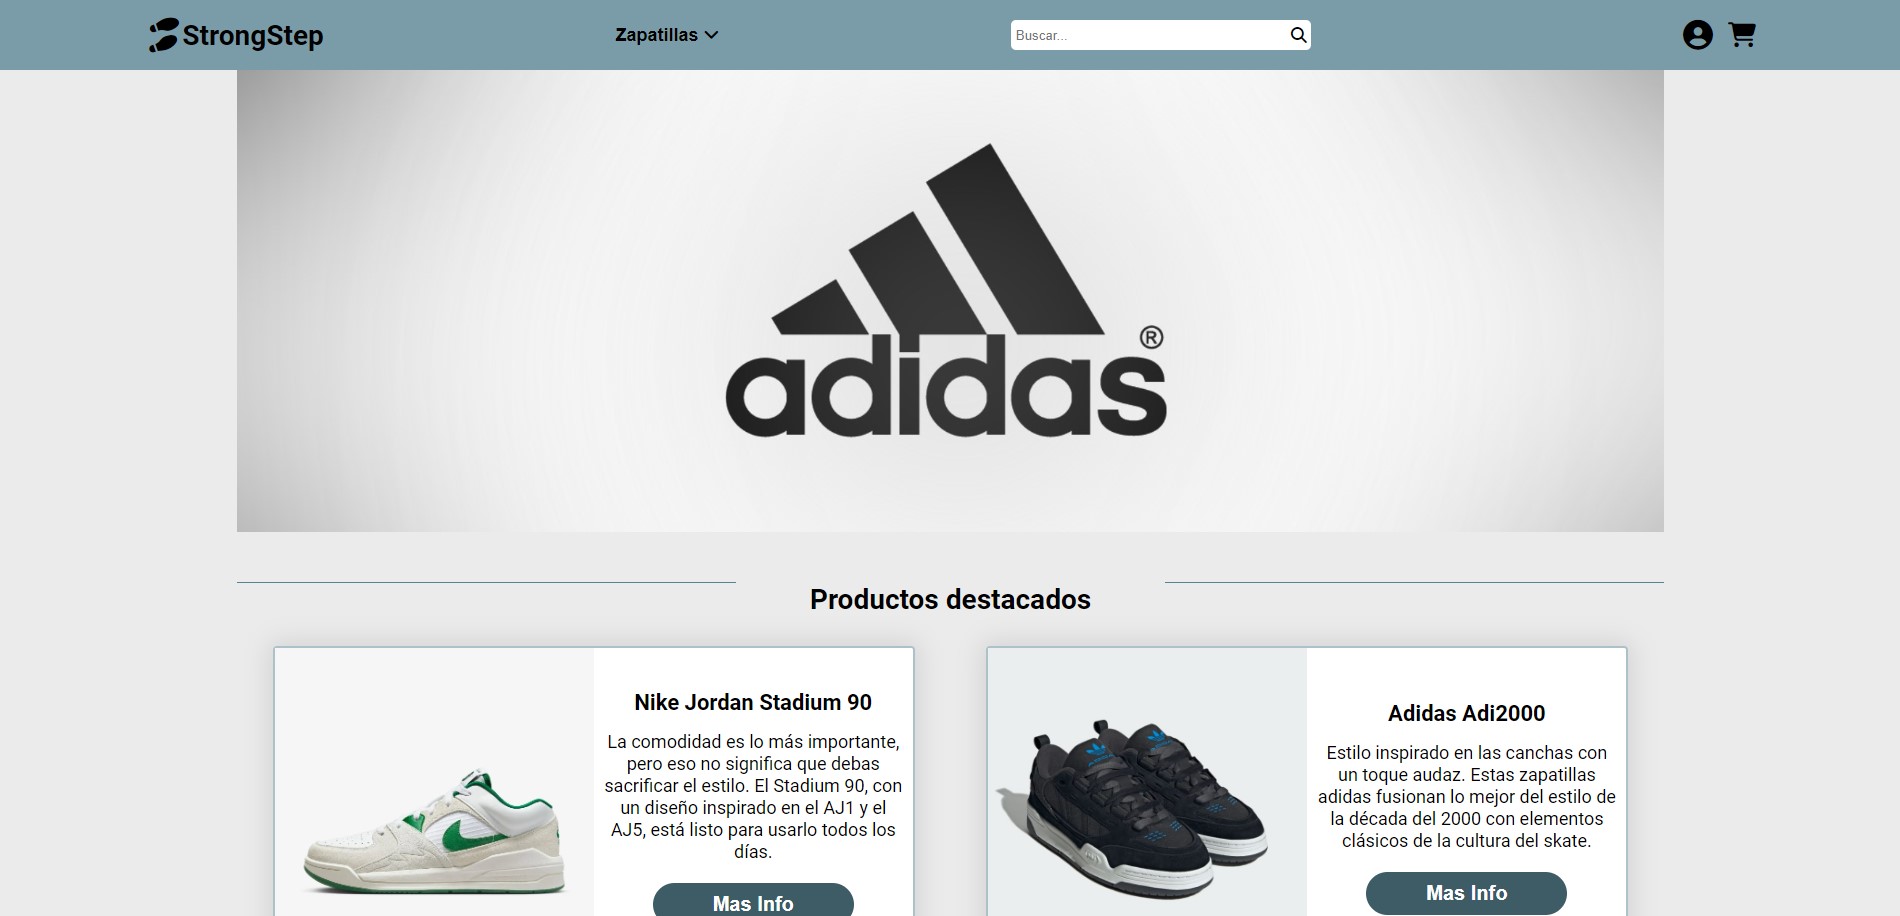 StrongStep
Zapatillas
Buscar...
adidas®
Productos destacados
Nike Jordan Stadium 90
La comodidad es lo más importante,
pero eso no significa que debas
sacrificar el estilo. El Stadium 90, con
un diseño inspirado en el AJ1 y el
AJ5, está listo para usarlo todos los
días.
Mas Info
Adidas Adi2000
Estilo inspirado en las canchas con
un toque audaz. Estas zapatillas
adidas fusionan lo mejor del estilo de
la década del 2000 con elementos
clásicos de la cultura del skate.
Mas Info